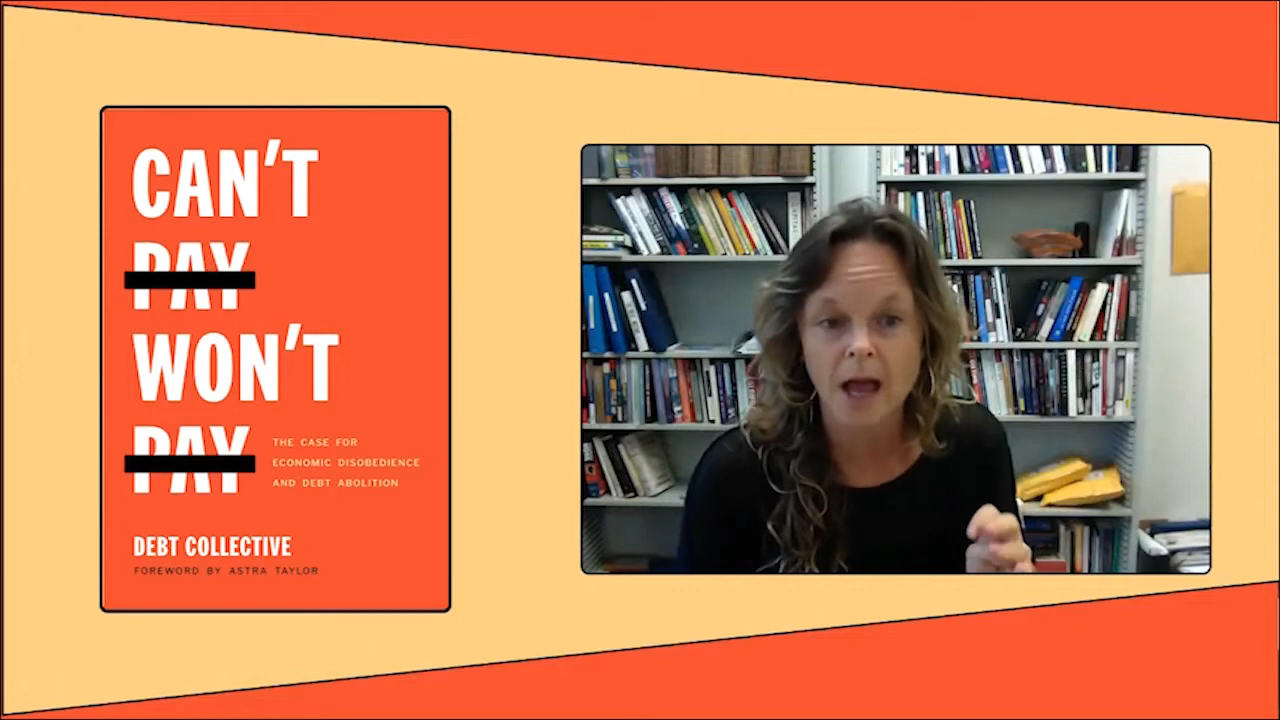 CAN'T
PAY
WON'T
PAY
THE CASE FOR
ECONOMIC DISOBEDIENCE
AND DEBT ABOLITION
DEBT COLLECTIVE
FOREWORD BY ASTRA TAYLOR